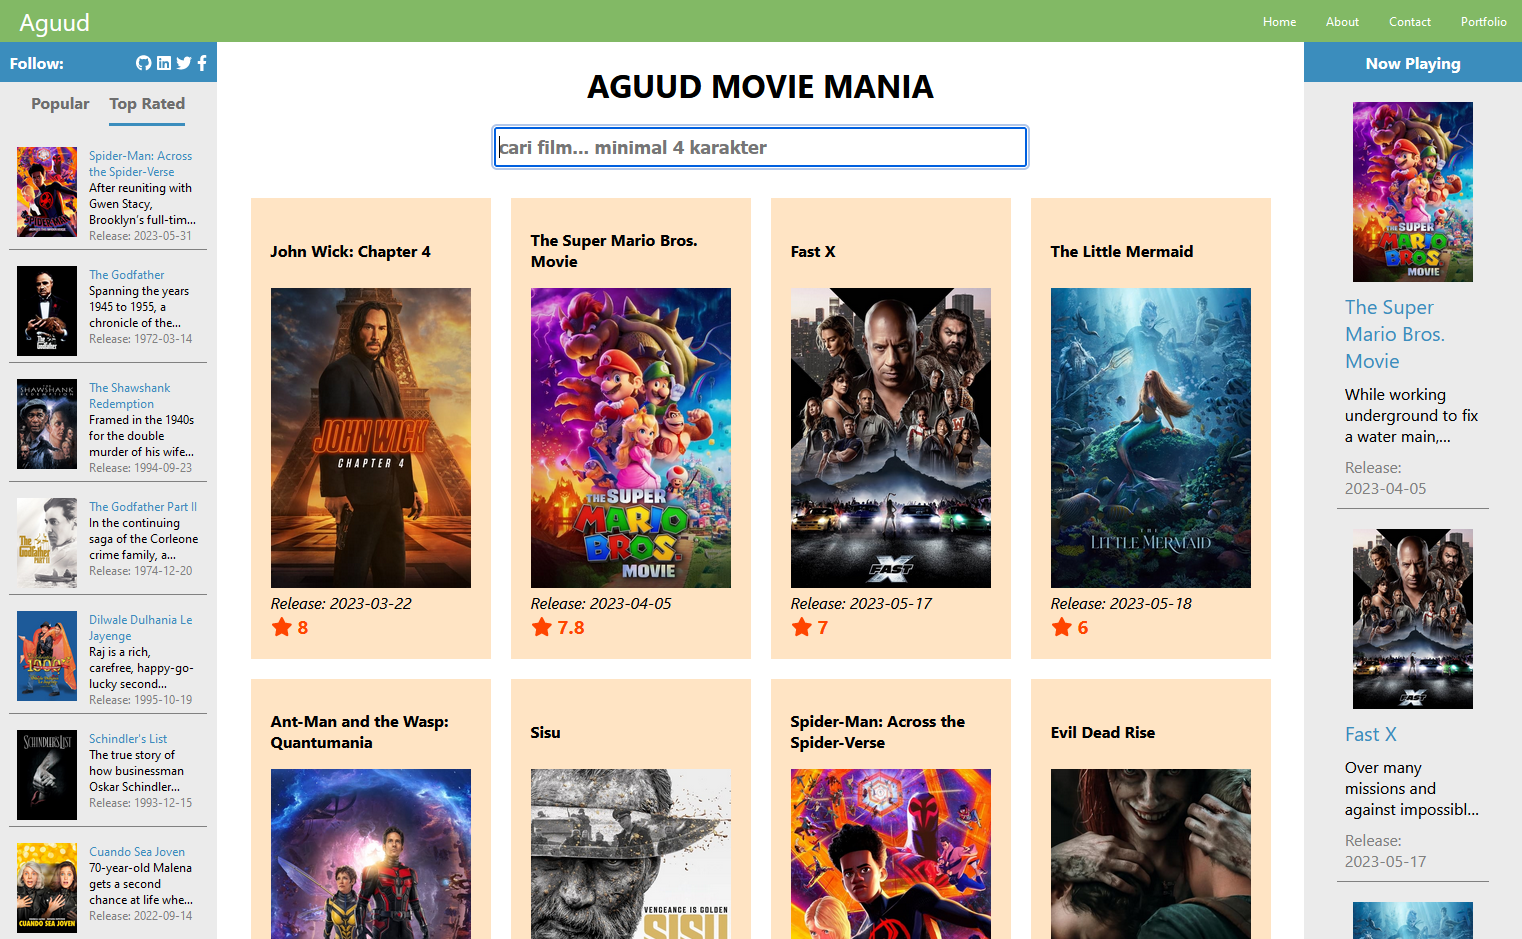 Aguud
Home
About
Contact
Portfolio
Follow:
Popular
Top Rated
Spider-Man: Across
the Spider-Verse
After reuniting with
Gwen Stacy,
Brooklyn's full-tim...
Release: 2023-05-31
The Godfather
Spanning the years
1945 to 1955, a
chronicle of the...
Release: 1972-03-14
The Shawshank
Redemption
Framed in the 1940s
for the double
murder of his wife...
Release: 1994-09-23
The Godfather Part II
In the continuing
saga of the Corleone
crime family, a...
Release: 1974-12-20
Dilwale Dulhania Le
Jayenge
Raj is a rich,
carefree, happy-go-
lucky second...
Release: 1995-10-19
SCHINDLER'S LIST
Schindler's List
The true story of
how businessman
Oskar Schindler...
Release: 1993-12-15
CUANDO SEA JOVEN
Cuando Sea Joven
70-year-old Malena
gets a second
chance at life whe...
Release: 2022-09-14
AGUUD MOVIE MANIA
cari film... minimal 4 karakter
John Wick: Chapter 4
JOHN WICK
CHAPTER 4
Release: 2023-03-22
8
The Super Mario Bros.
Movie
THE SUPER
MARIO
BROS.
MOVIE
Release: 2023-04-05
7.8
Fast X
FAST X
Release: 2023-05-17
7
The Little Mermaid
THE
LITTLE MERMAID
Release: 2023-05-18
6
Ant-Man and the Wasp:
Quantumania
Sisu
VENGEANCE IS GOLDEN
SISU
Spider-Man: Across the
Spider-Verse
Evil Dead Rise
Now Playing
THE SUPER
MARIO
BROS.
MOVIE
The Super
Mario Bros.
Movie
While working
underground to fix
a water main,...
Release:
2023-04-05
FAST X
Fast X
Over many
missions and
against impossibl...
Release:
2023-05-17